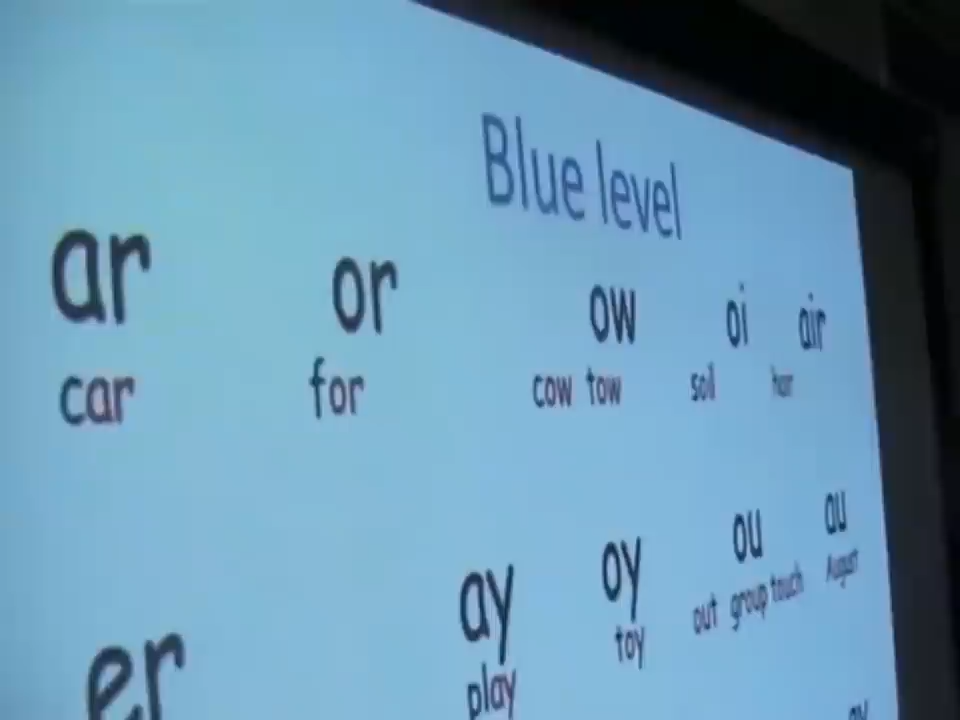 Blue level
ar or ow oi air
car for cow tow soil hair
ay oy ou au
play toy out group touch August
er